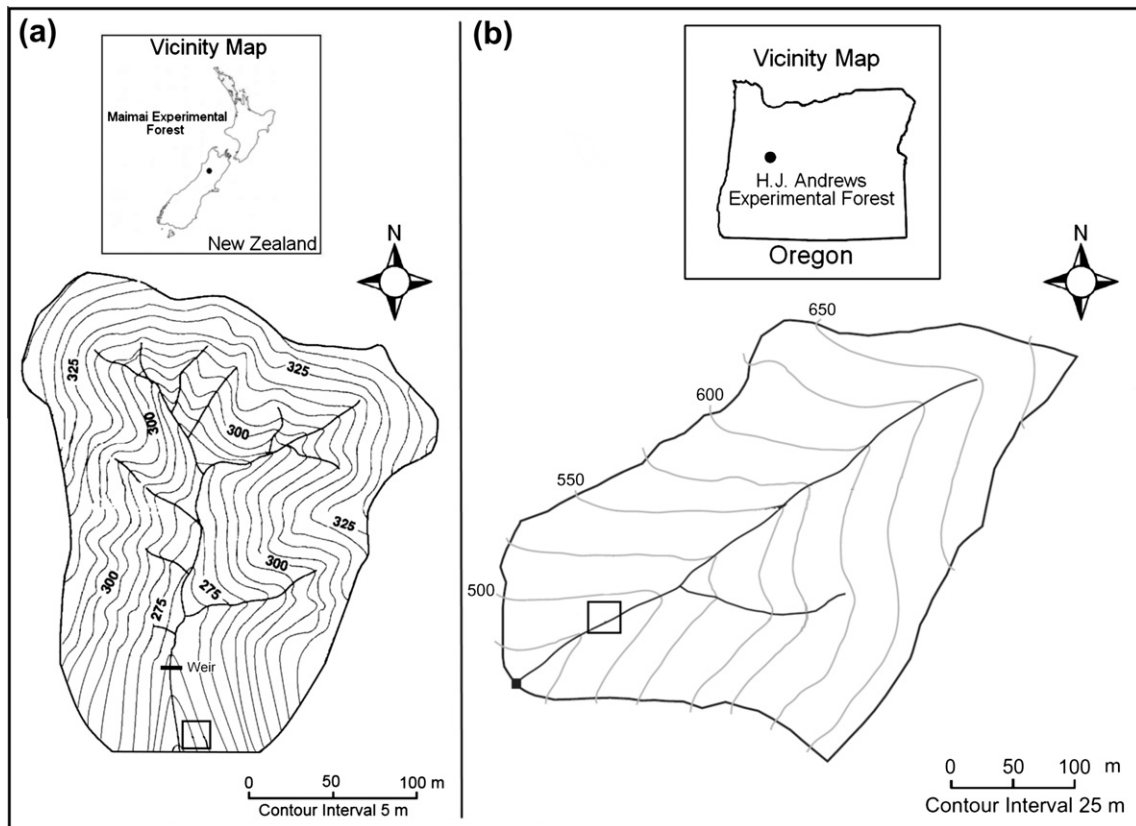 (a)
Vicinity Map
Maimai Experimental
Forest
New Zealand
N
325
325
300
300
325
300
300
275
275
Weir
0 50 100 m
Contour Interval 5 m
(b)
Vicinity Map
H.J. Andrews
Experimental Forest
Oregon
N
650
600
550
500
0 50 100 m
Contour Interval 25 m